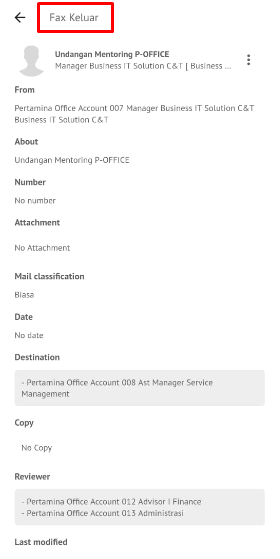 Fax Keluar
Undangan Mentoring P-OFFICE
Manager Business IT Solution C&T [ Business ...
From
Pertamina Office Account 007 Manager Business IT Solution C&T
Business IT Solution C&T
About
Undangan Mentoring P-OFFICE
Number
No number
Attachment
No Attachment
Mail classification
Biasa
Date
No date
Destination
- Pertamina Office Account 008 Ast Manager Service
Management
Copy
No Copy
Reviewer
- Pertamina Office Account 012 Advisor I Finance
- Pertamina Office Account 013 Administrasi
Last modified